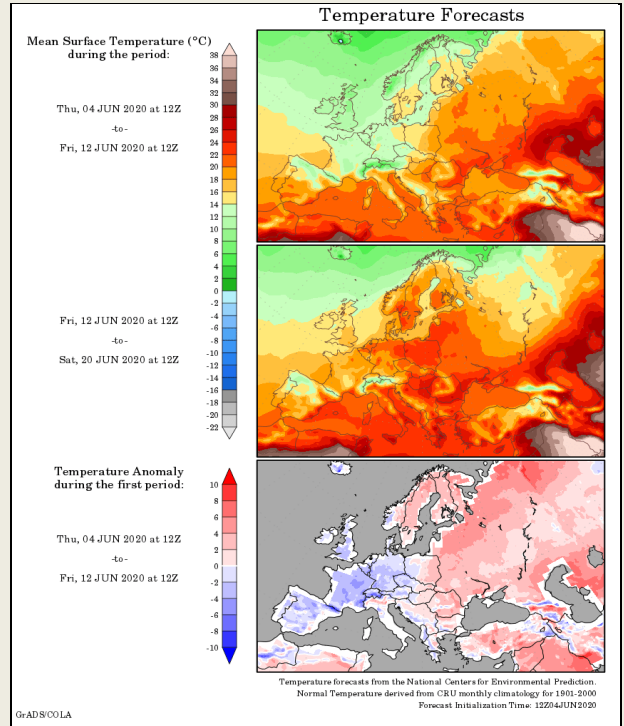 Temperature Forecasts
Mean Surface Temperature (°C)
during the period:
Thu, 04 JUN 2020 at 12Z
-to-
Fri, 12 JUN 2020 at 12Z
38
36
34
32
30
28
26
24
22
20
18
16
14
12
10
8
6
4
2
0
-2
-4
-6
-8
-10
-12
-14
-16
-18
-20
-22
Fri, 12 JUN 2020 at 12Z
-to-
Sat, 20 JUN 2020 at 12Z
Temperature Anomaly
during the first period:
Thu, 04 JUN 2020 at 12Z
-to-
Fri, 12 JUN 2020 at 12Z
10
8
6
4
2
0
-2
-4
-6
-8
-10
Temperature forecasts from the National Centers for Environmental Prediction.
Normal Temperature derived from CRU monthly climatology for 1901-2000
Forecast Initialization Time: 12Z04JUN2020
GrADS/COLA